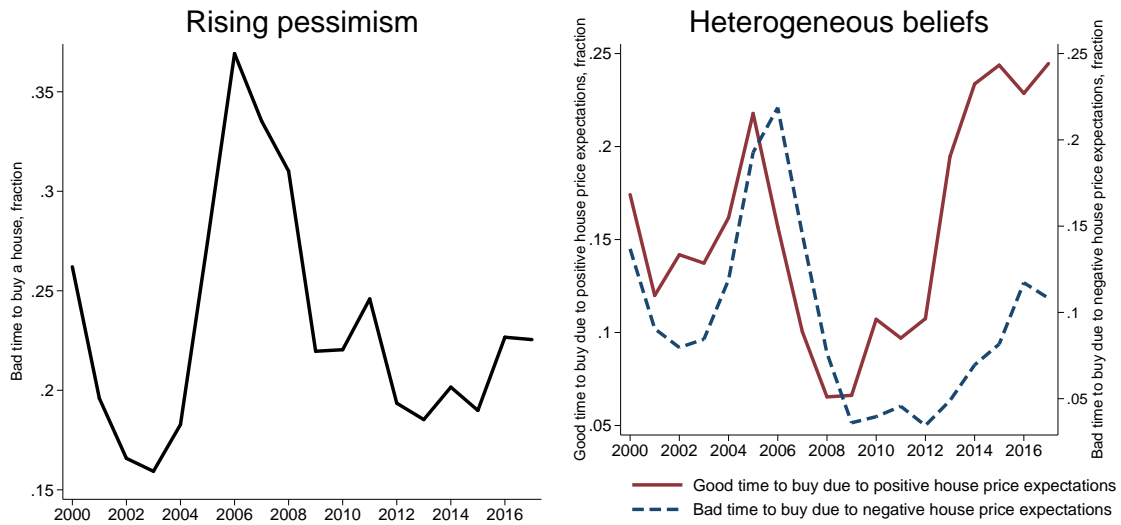 Rising pessimism
Bad time to buy a house, fraction
.35
.3
.25
.2
.15
2000 2002 2004 2006 2008 2010 2012 2014 2016
Heterogeneous beliefs
Good time to buy due to positive house price expectations, fraction
.25
.2
.15
.1
.05
2000 2002 2004 2006 2008 2010 2012 2014 2016
.25
.2
.15
.1
.05
Bad time to buy due to negative house price expectations, fraction
Good time to buy due to positive house price expectations
Bad time to buy due to negative house price expectations